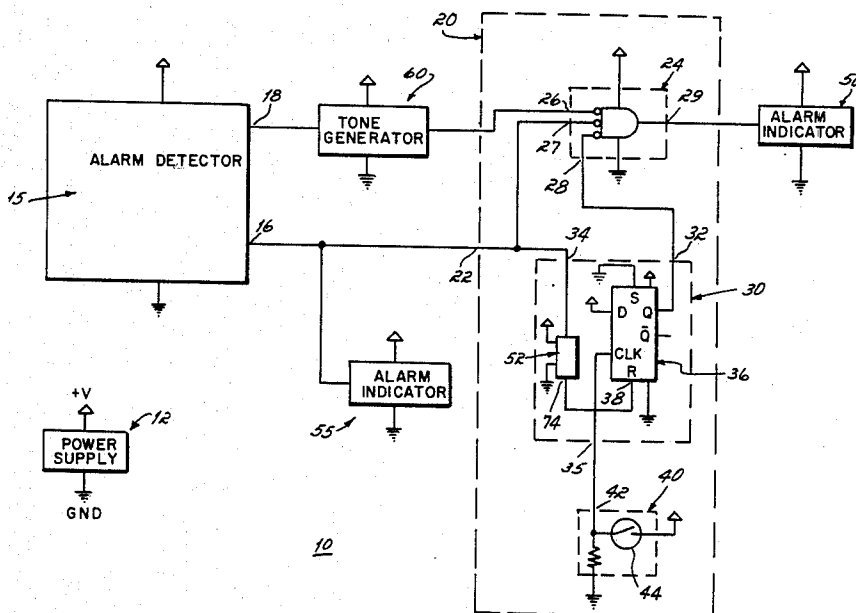 20
24
60
18
26
29
50
TONE
GENERATOR
27
ALARM
INDICATOR
ALARM DETECTOR
28
15
16
34
32
22
30
S
D
Q
Q̅
52
CLK
36
ALARM
INDICATOR
R
38
74
+V
12
55
POWER
SUPPLY
35
GND
42
40
10
44